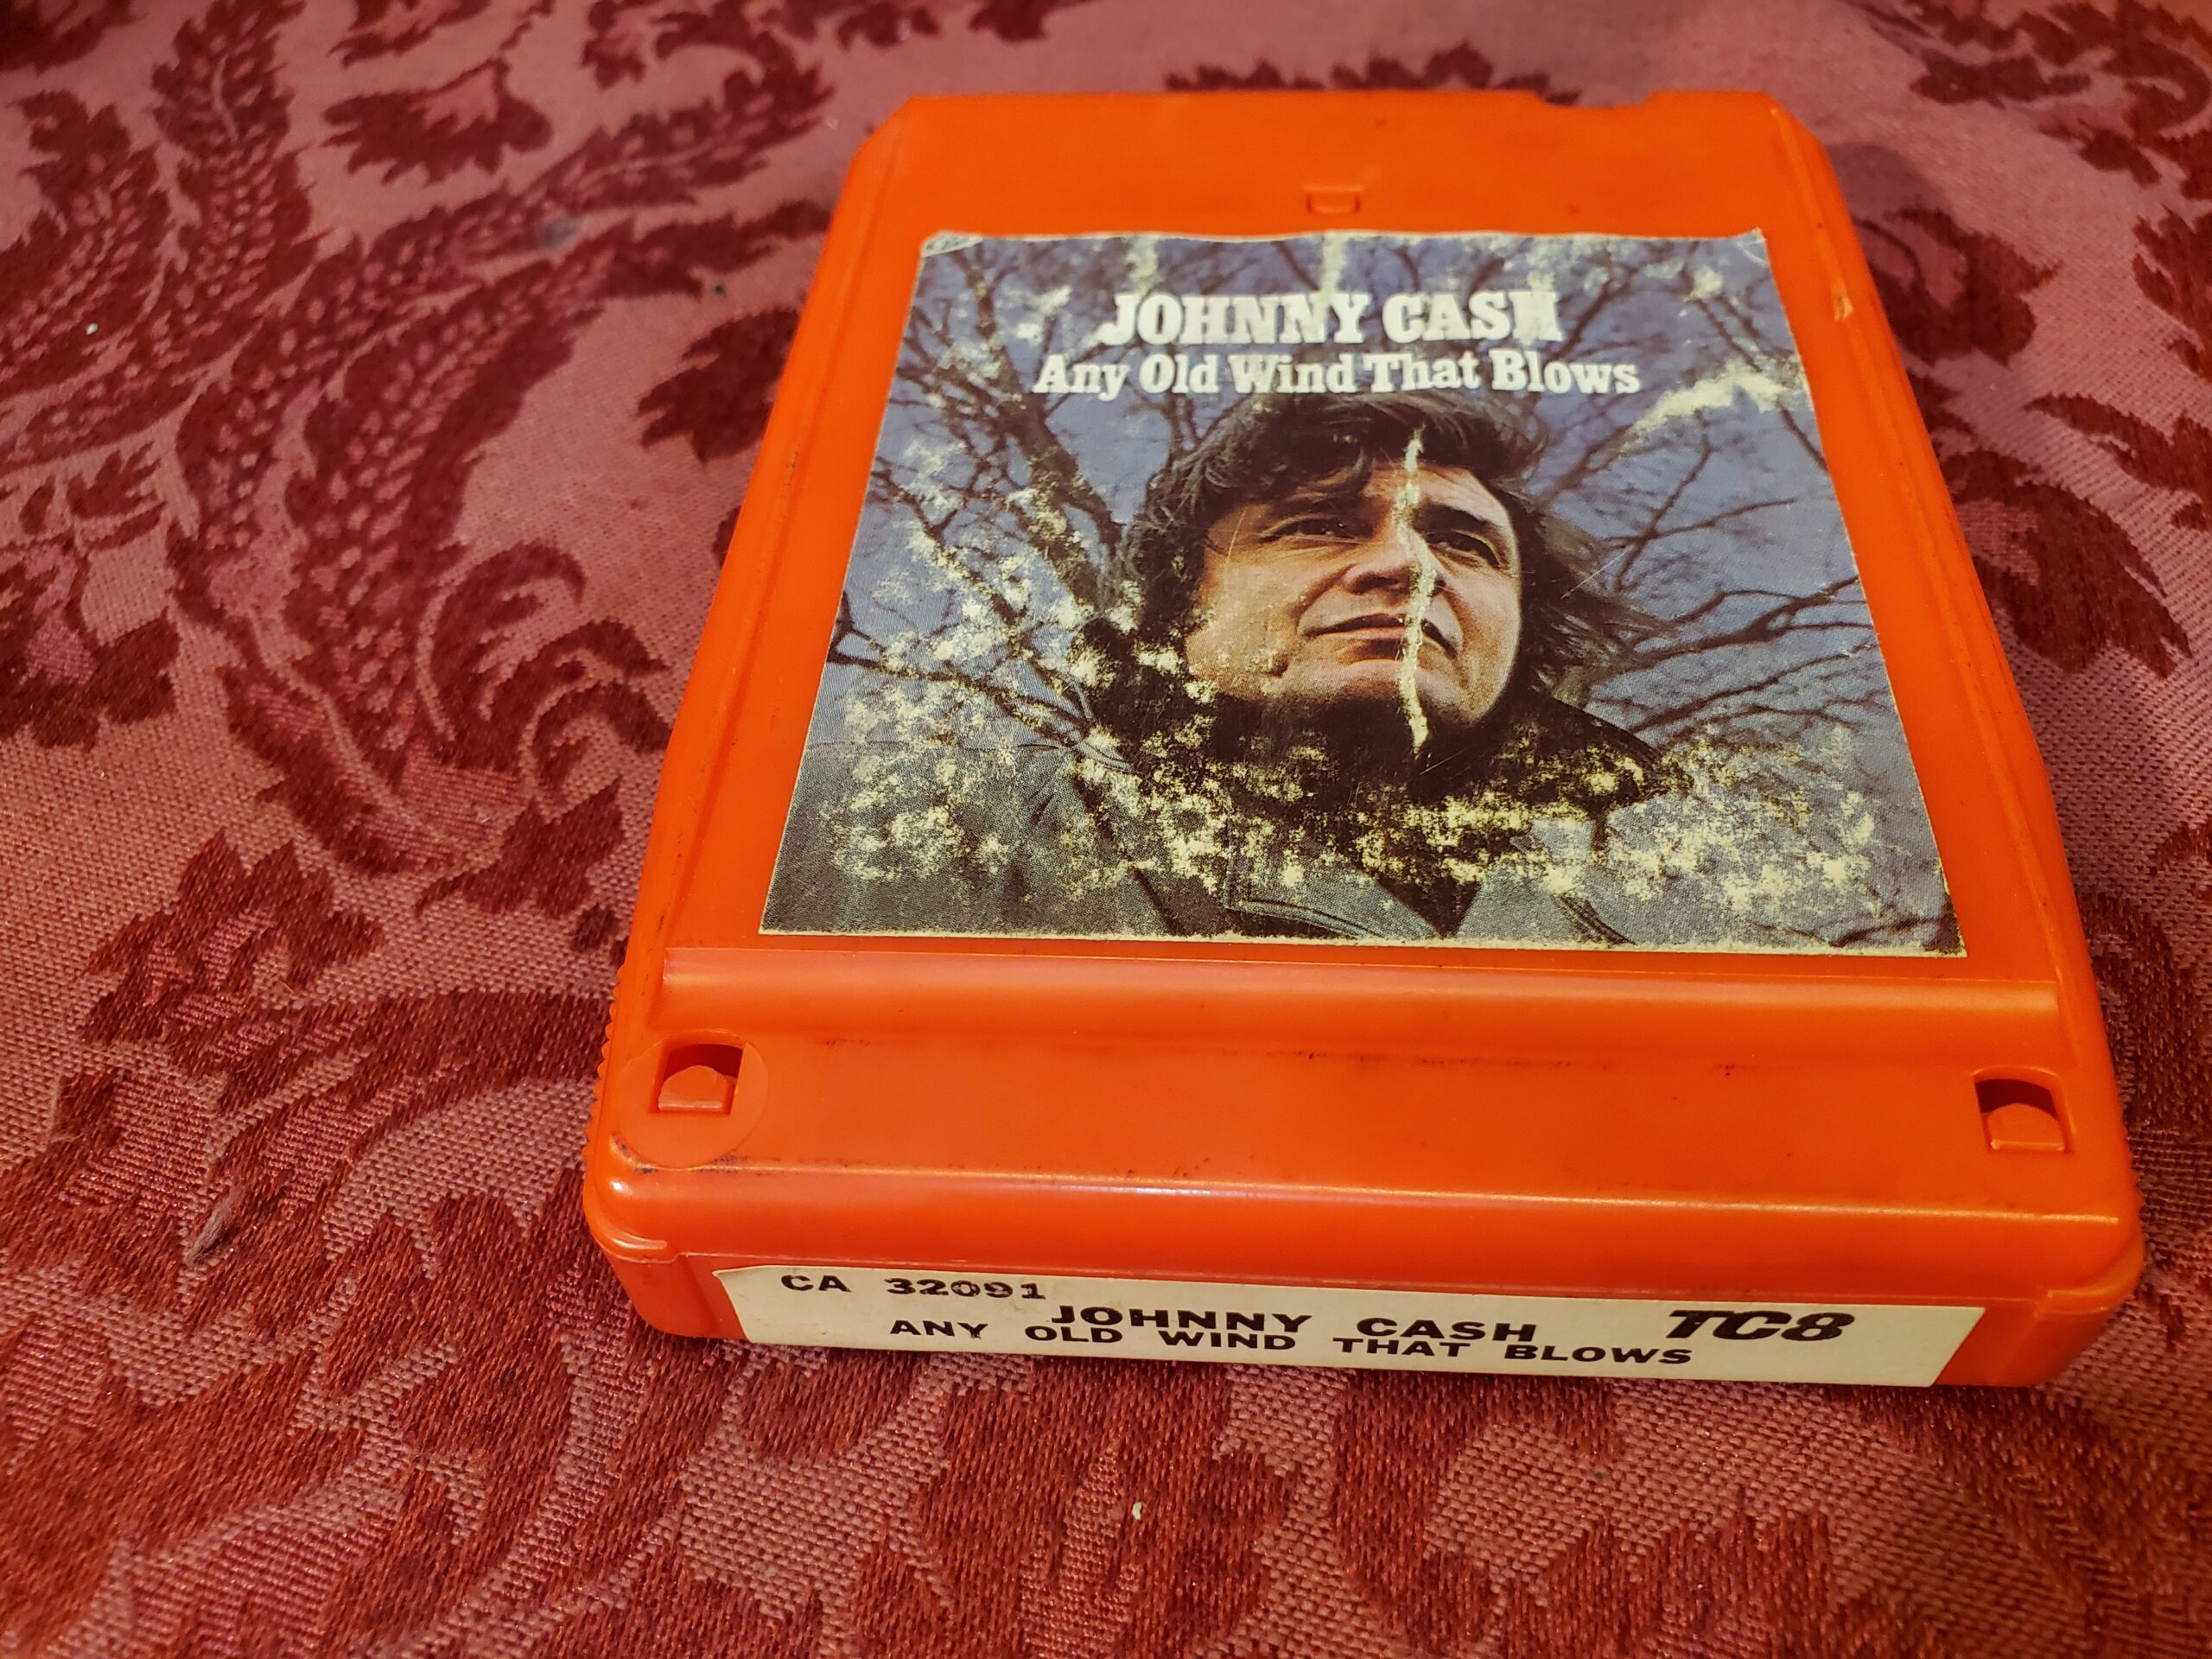 JOHNNY CASH
Any Old Wind That Blows
CA 32091
JOHNNY CASH TC8
ANY OLD WIND THAT BLOWS